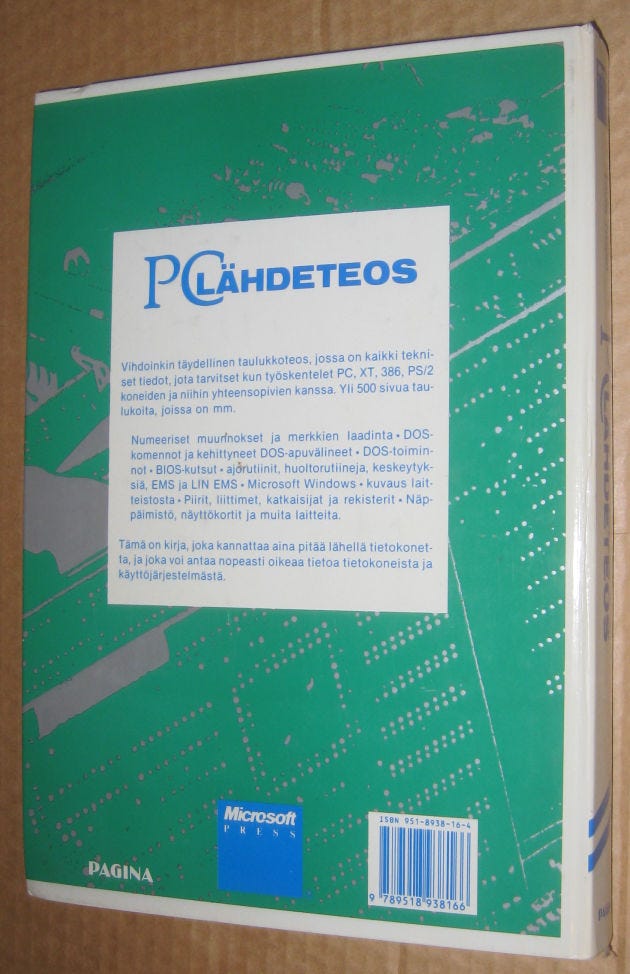 PC LÄHDETEOS
Vihdoinkin täydellinen taulukkoteos, jossa on kaikki tekni-
set tiedot, jota tarvitset kun työskentelet PC, XT, 386, PS/2
koneiden ja niihin yhteensopivien kanssa. Yli 500 sivua tau-
lukoita, joissa on mm.
Numeeriset muunnokset ja merkkien laadinta • DOS-
komennot ja kehittyneet DOS-apuvälineet • DOS-toimin-
not • BIOS-kutsut • ajorutiinit, huoltorutiineja, keskeytyk-
siä, EMS ja LIN EMS • Microsoft Windows • kuvaus lait-
teistosta • Piirit, liittimet, katkaisijat ja rekisterit • Näp-
päimistö, näyttökortit ja muita laitteita.
Tämä on kirja, joka kannattaa aina pitää lähellä tietokonet-
ta, ja joka voi antaa nopeasti oikeaa tietoa tietokoneista ja
käyttöjärjestelmästä.
PAGINA
Microsoft
PRESS
ISBN 951-8938-16-4
9 789518 938166